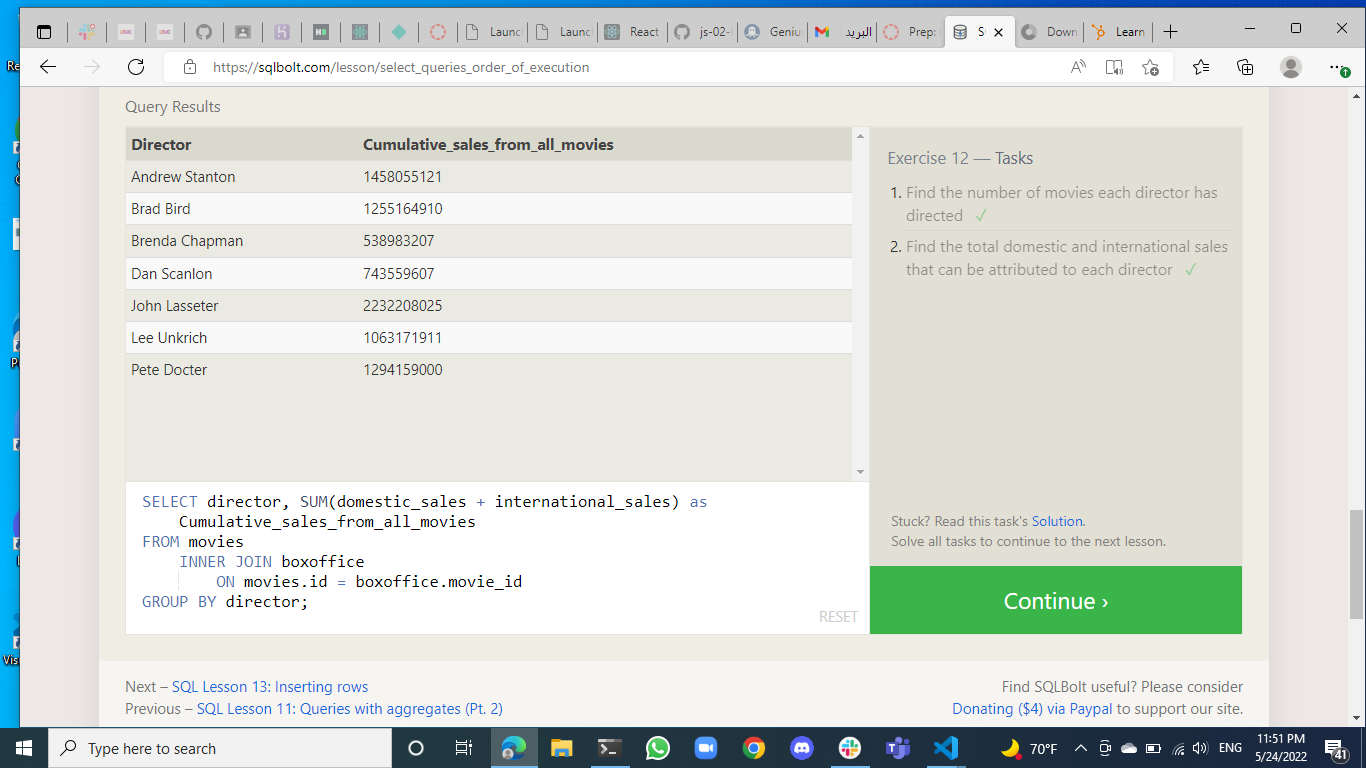 Launc
Launc
React
js-02-
Geniu
البريد
Prep:
Down
Learn
https://sqlbolt.com/lesson/select_queries_order_of_execution
Query Results
Director Cumulative_sales_from_all_movies
Andrew Stanton 1458055121
Brad Bird 1255164910
Brenda Chapman 538983207
Dan Scanlon 743559607
John Lasseter 2232208025
Lee Unkrich 1063171911
Pete Docter 1294159000
Exercise 12 — Tasks
1. Find the number of movies each director has
directed ✓
2. Find the total domestic and international sales
that can be attributed to each director ✓
SELECT director, SUM(domestic_sales + international_sales) as
Cumulative_sales_from_all_movies
FROM movies
INNER JOIN boxoffice
ON movies.id = boxoffice.movie_id
GROUP BY director;
RESET
Stuck? Read this task's Solution.
Solve all tasks to continue to the next lesson.
Continue ›
Next – SQL Lesson 13: Inserting rows
Previous – SQL Lesson 11: Queries with aggregates (Pt. 2)
Find SQLBolt useful? Please consider
Donating ($4) via Paypal to support our site.
Type here to search
70°F
ENG
11:51 PM
5/24/2022
41